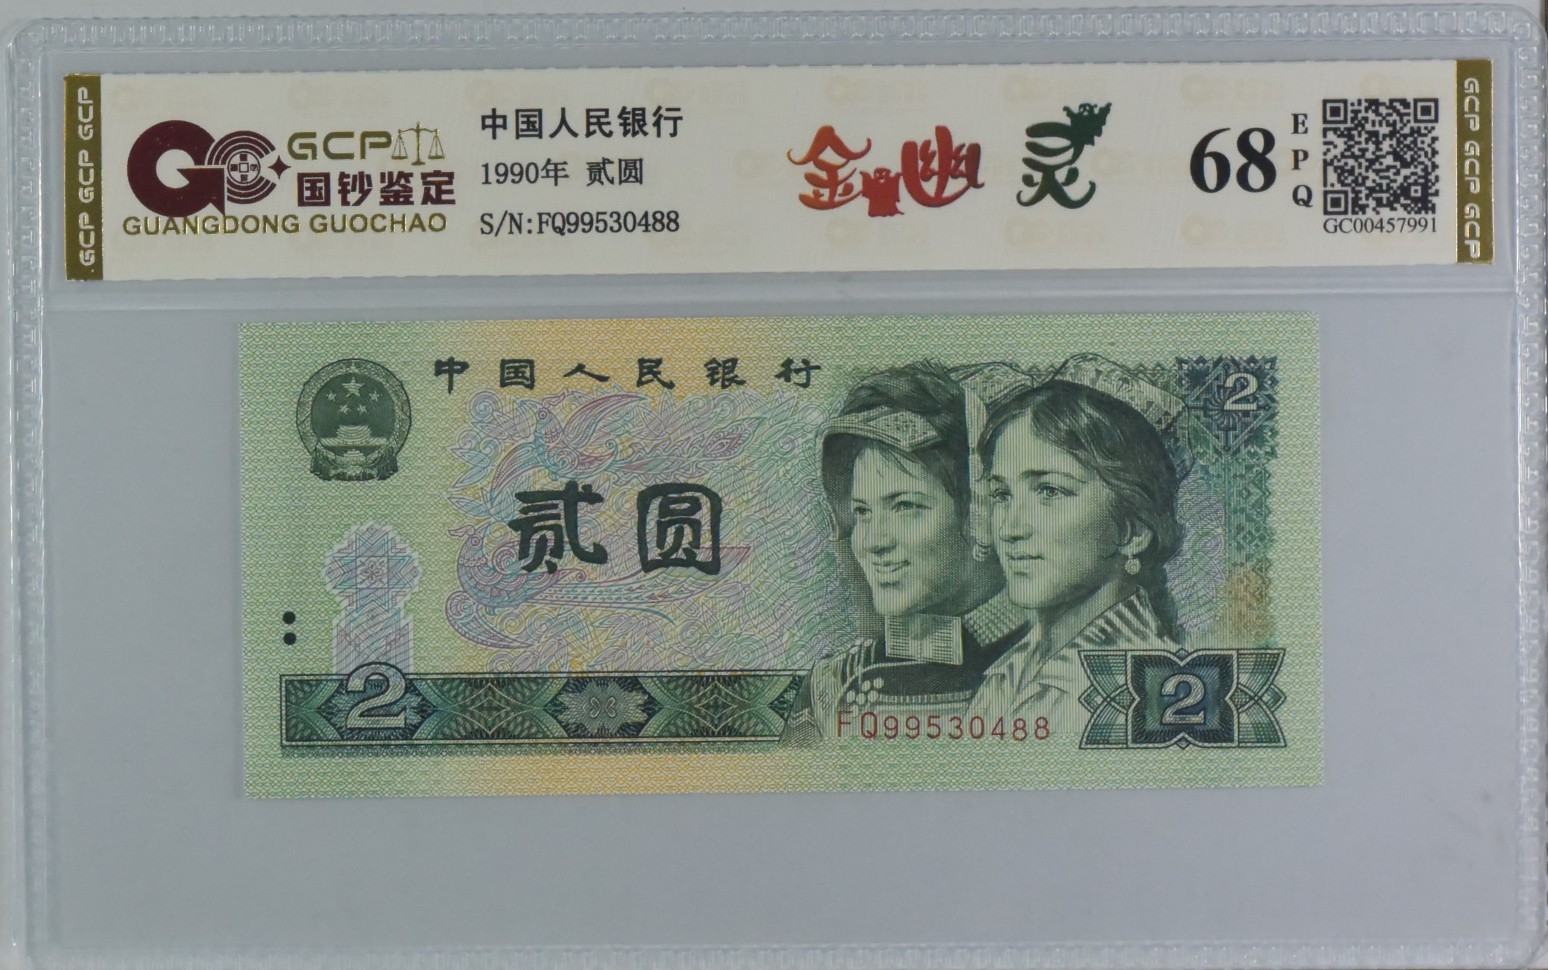 GCP GCP GCP
GCP
国钞鉴定
GUANGDONG GUOCHAO
中国人民银行
1990年 贰圆
S/N:FQ99530488
金幽灵
68
EPQ
GC00457991
GCP GCP GCP
中国人民银行
2
贰圆
2
FQ99530488
2